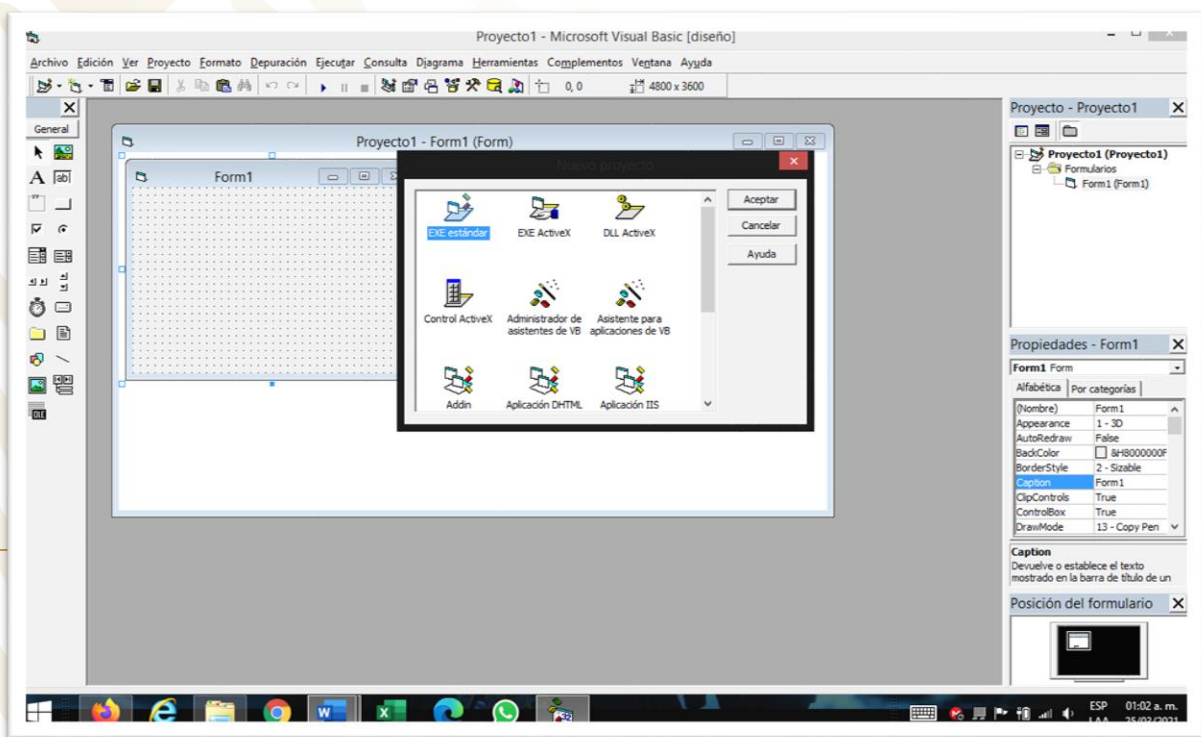 Proyecto1 - Microsoft Visual Basic [diseño]
Archivo Edición Ver Proyecto Formato Depuración Ejecutar Consulta Diagrama Herramientas Complementos Ventana Ayuda
0, 0 4800 x 3600
General
A ab
OLE
Proyecto1 - Form1 (Form)
Form1
Nuevo proyecto
EXE estándar EXE ActiveX DLL ActiveX
Control ActiveX Administrador de asistentes de VB Asistente para aplicaciones de VB
Addin Aplicación DHTML Aplicación IIS
Aceptar
Cancelar
Ayuda
Proyecto - Proyecto1
Proyecto1 (Proyecto1)
Formularios
Form1 (Form1)
Propiedades - Form1
Form1 Form
Alfabética Por categorías
(Nombre) Form1
Appearance 1 - 3D
AutoRedraw False
BackColor &H8000000F
BorderStyle 2 - Sizable
Caption Form1
ClipControls True
ControlBox True
DrawMode 13 - Copy Pen
Caption
Devuelve o establece el texto
mostrado en la barra de título de un
Posición del formulario
ESP 01:02 a. m.
LAA 25/03/2021